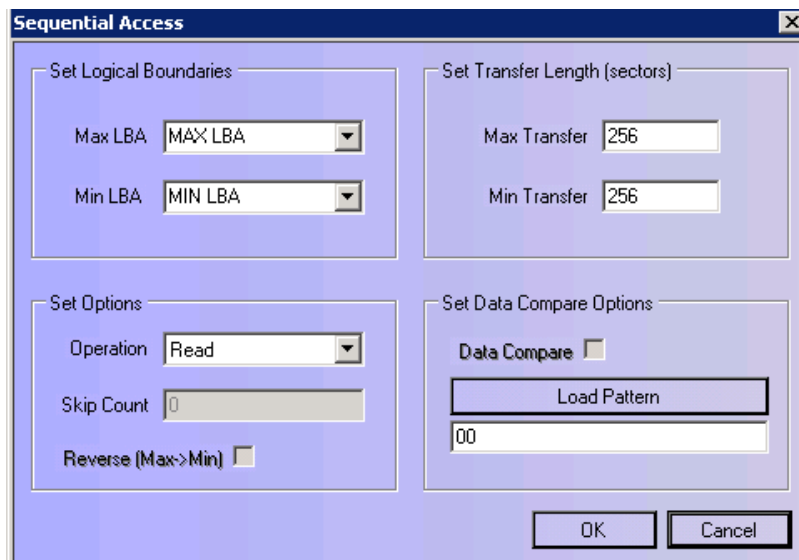 Sequential Access
Set Logical Boundaries
Max LBA MAX LBA
Min LBA MIN LBA
Set Transfer Length (sectors)
Max Transfer 256
Min Transfer 256
Set Options
Operation Read
Skip Count 0
Reverse (Max->Min)
Set Data Compare Options
Data Compare
Load Pattern
00
OK Cancel